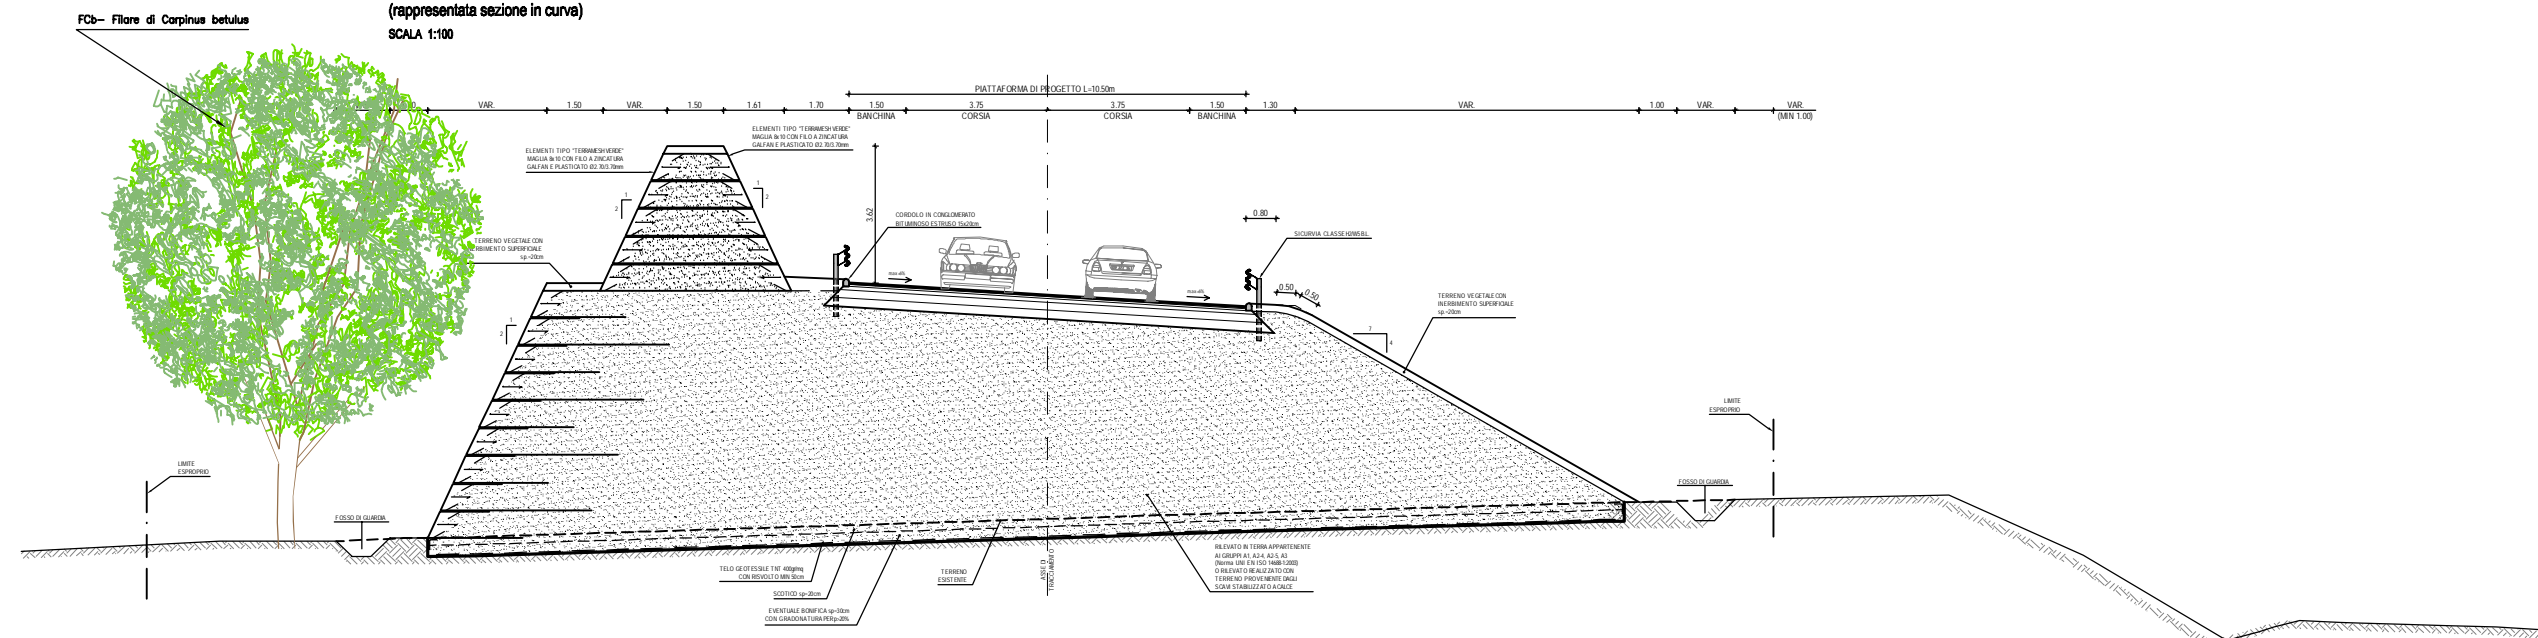 (rappresentata sezione in curva)
FCb- Filare di Carpinus betulus
SCALA 1:100
PIATTAFORMA DI PROGETTO L=10.50m
VAR. 1.50 VAR. 1.50 1.61 1.70 1.50 3.75 3.75 1.50 1.30 VAR. 1.00 VAR. VAR.
BANCHINA CORSIA CORSIA BANCHINA (MIN 1.00)
ELEMENTI TIPO "TERRAMESH VERDE"
MAGLIA 8x10 CON FILO A ZINCATURA
GALFAN E PLASTICATO Ø2.70/3.70mm
ELEMENTI TIPO "TERRAMESH VERDE"
MAGLIA 8x10 CON FILO A ZINCATURA
GALFAN E PLASTICATO Ø2.70/3.70mm
1
2
1
2
3.62
CORDOLO IN CONGLOMERATO
BITUMINOSO ESTRUSO 15x20cm
0.80
SICURVIA CLASSE H2/W5 B.L.
TERRENO VEGETALE CON
ERBIMENTO SUPERFICIALE
sp.=20cm
0.50
0.50
TERRENO VEGETALE CON
INERBIMENTO SUPERFICIALE
sp.=20cm
1
2
7
4
LIMITE
ESPROPRIO
LIMITE
ESPROPRIO
FOSSO DI GUARDIA
FOSSO DI GUARDIA
TELO GEOTESSILE TNT 400g/mq
CON RISVOLTO MIN 50cm
SCOTICO sp=20cm
EVENTUALE BONIFICA sp=30cm
CON GRADONATURA PER p>20%
TERRENO
ESISTENTE
ASSE DI
TRACCIAMENTO
RILEVATO IN TERRA APPARTENENTE
AI GRUPPI A1, A2-4, A2-5, A3
(Norma UNI EN ISO 14688-1:2003)
O RILEVATO REALIZZATO CON
TERRENO PROVENIENTE DAGLI
SCAVI STABILIZZATO A CALCE